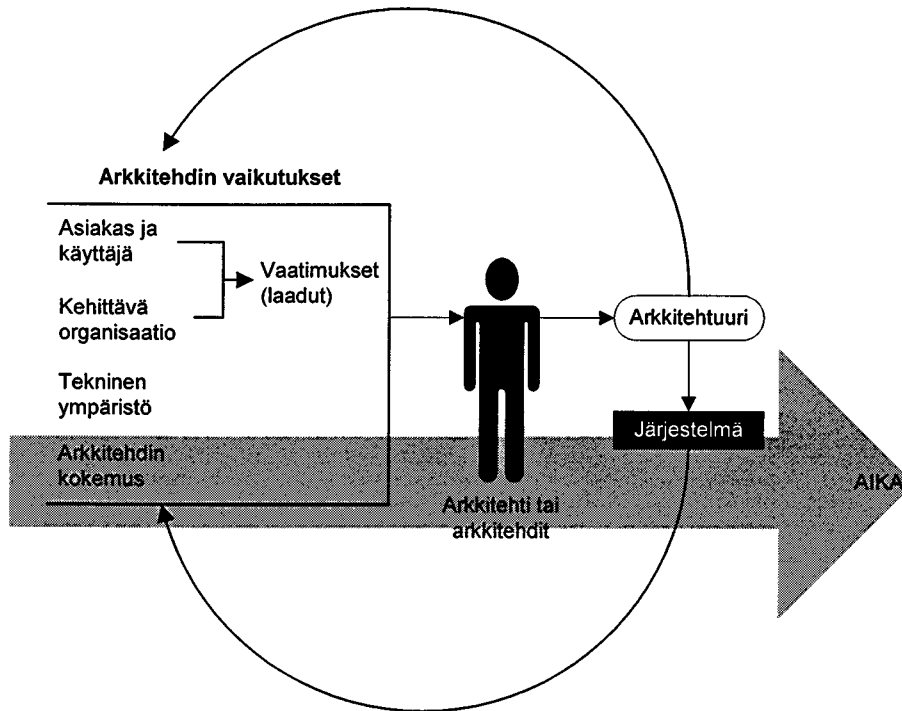 Arkkitehdin vaikutukset
Asiakas ja
käyttäjä
Vaatimukset
(laadut)
Kehittävä
organisaatio
Tekninen
ympäristö
Arkkitehdin
kokemus
Arkkitehti tai
arkkitehdit
Arkkitehtuuri
Järjestelmä
AIKA